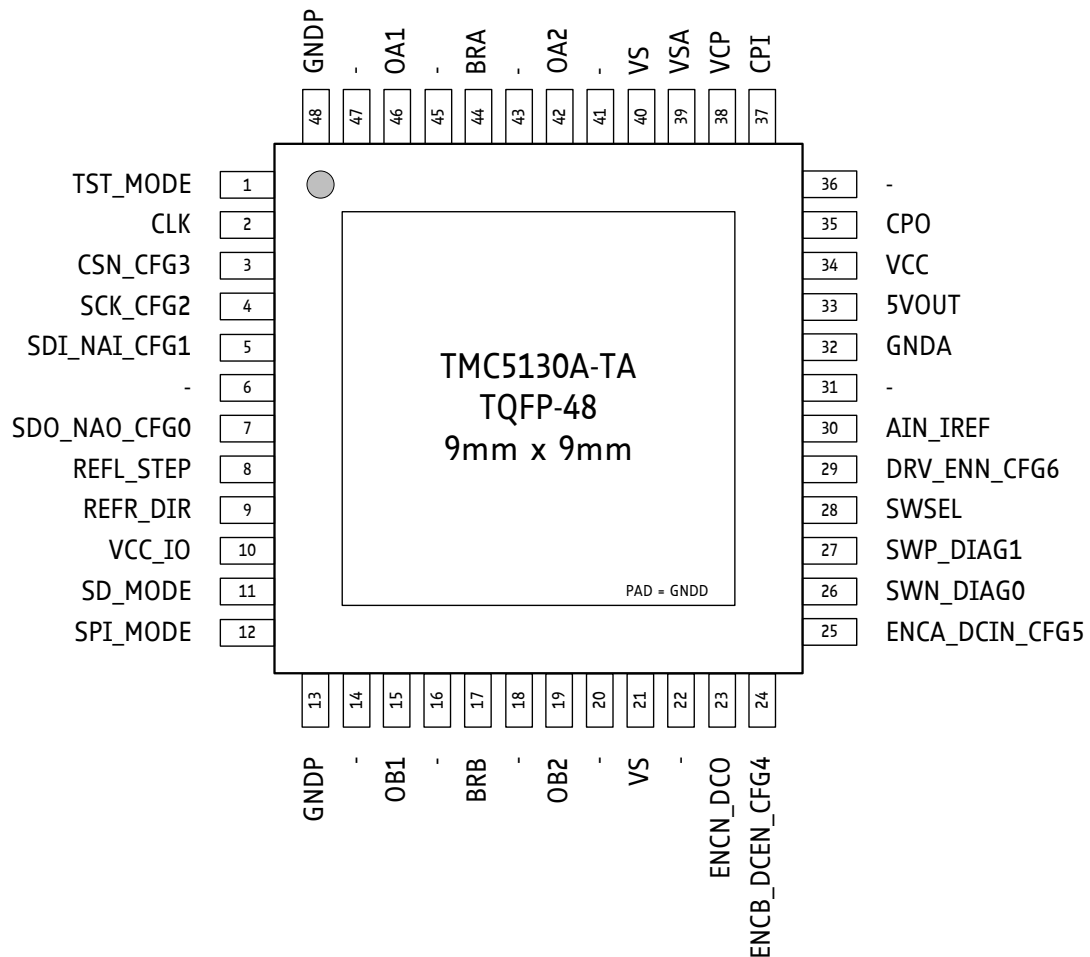 GNDP - OA1 - BRA - OA2 - VS VSA VCP CPI
48 47 46 45 44 43 42 41 40 39 38 37
TST_MODE 1
CLK 2
CSN_CFG3 3
SCK_CFG2 4
SDI_NAI_CFG1 5
- 6
SDO_NAO_CFG0 7
REFL_STEP 8
REFR_DIR 9
VCC_IO 10
SD_MODE 11
SPI_MODE 12
TMC5130A-TA
TQFP-48
9mm x 9mm
PAD = GNDD
36 -
35 CPO
34 VCC
33 5VOUT
32 GNDA
31 -
30 AIN_IREF
29 DRV_ENN_CFG6
28 SWSEL
27 SWP_DIAG1
26 SWN_DIAG0
25 ENCA_DCIN_CFG5
13 14 15 16 17 18 19 20 21 22 23 24
GNDP - OB1 - BRB - OB2 - VS - ENCN_DCO ENCB_DCEN_CFG4